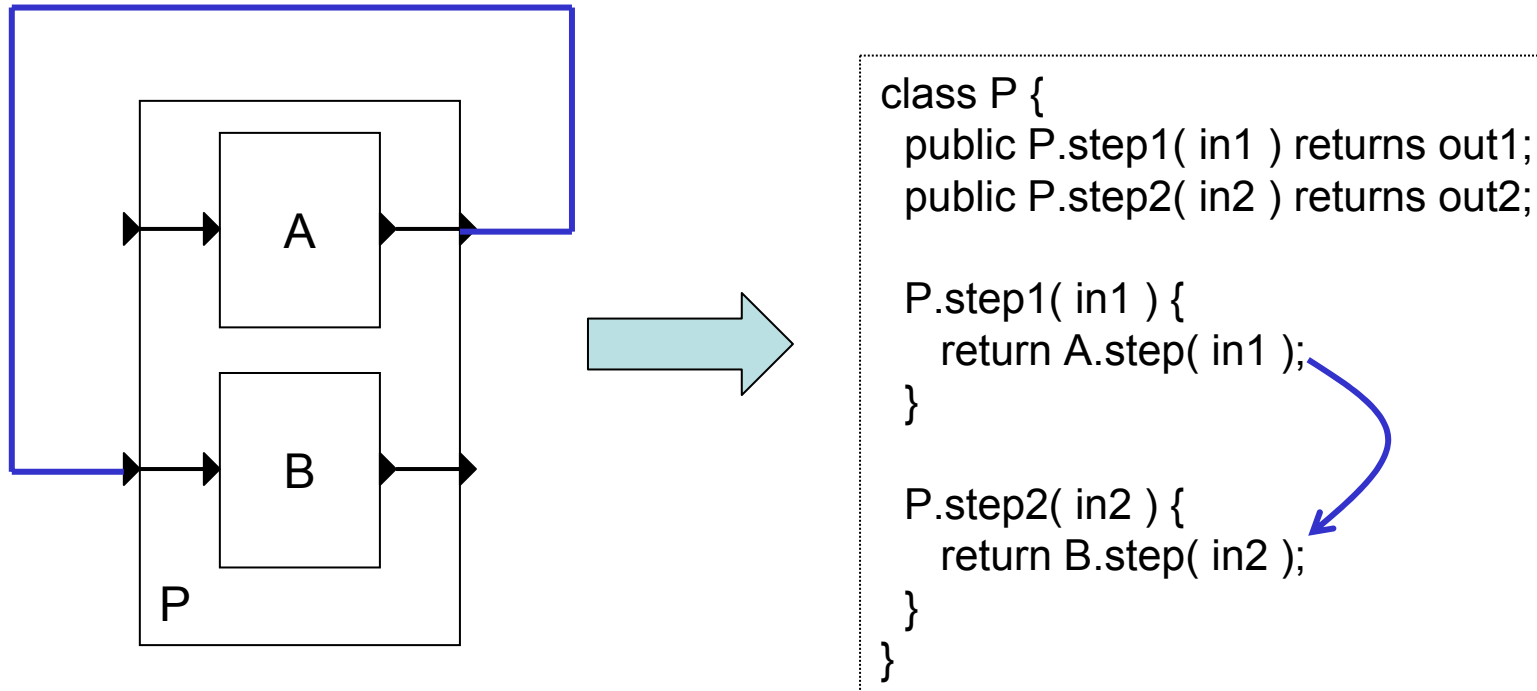 A
B
P
class P {
public P.step1( in1 ) returns out1;
public P.step2( in2 ) returns out2;
P.step1( in1 ) {
return A.step( in1 );
}
P.step2( in2 ) {
return B.step( in2 );
}
}